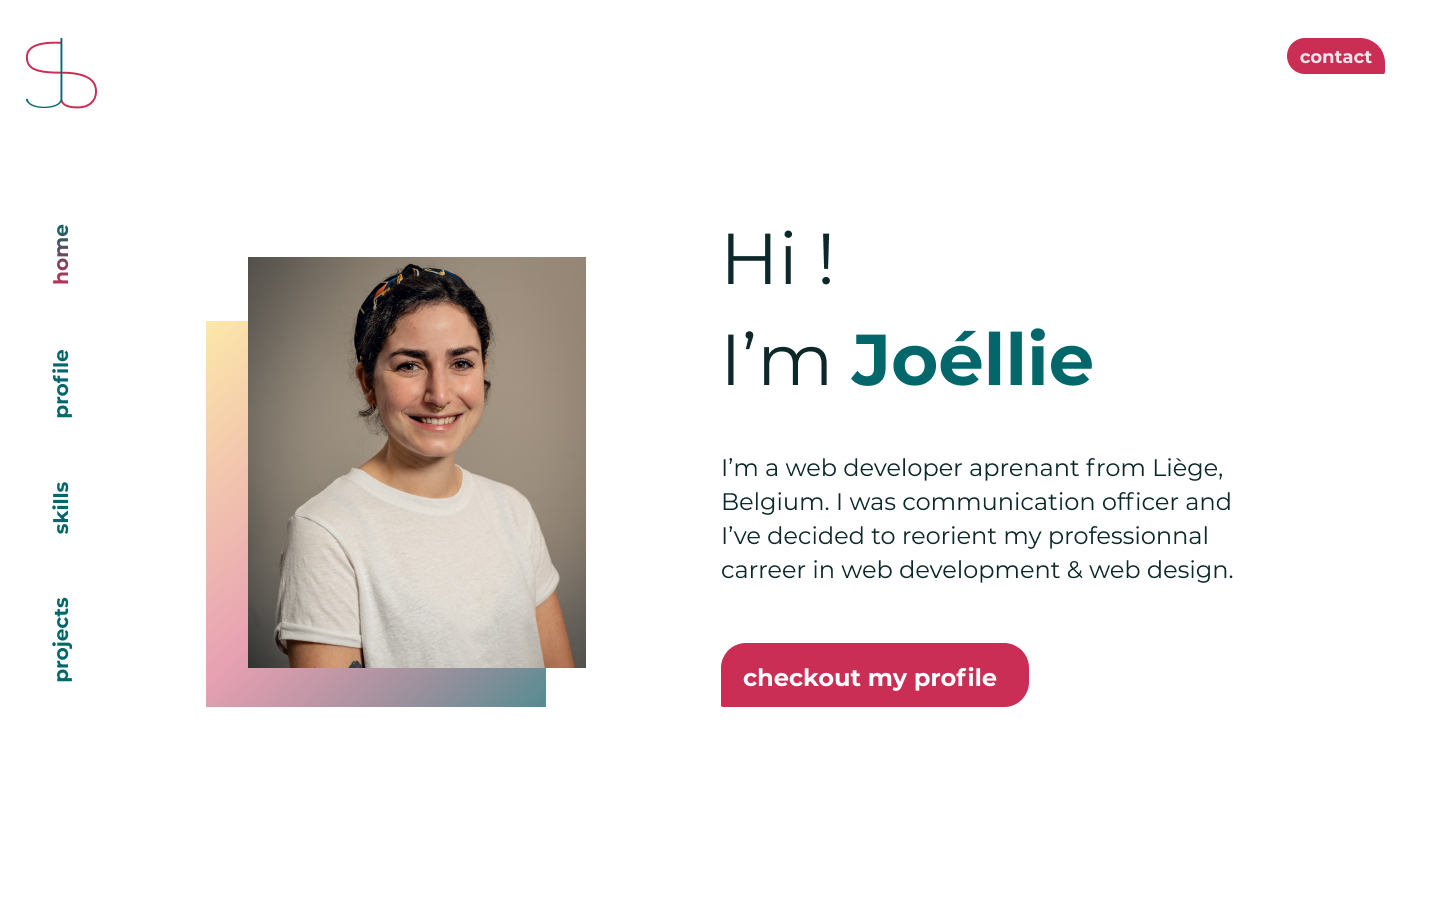 contact
home
profile
skills
projects
Hi !
I’m Joéllie
I’m a web developer aprenant from Liège,
Belgium. I was communication officer and
I’ve decided to reorient my professionnal
carreer in web development & web design.
checkout my profile